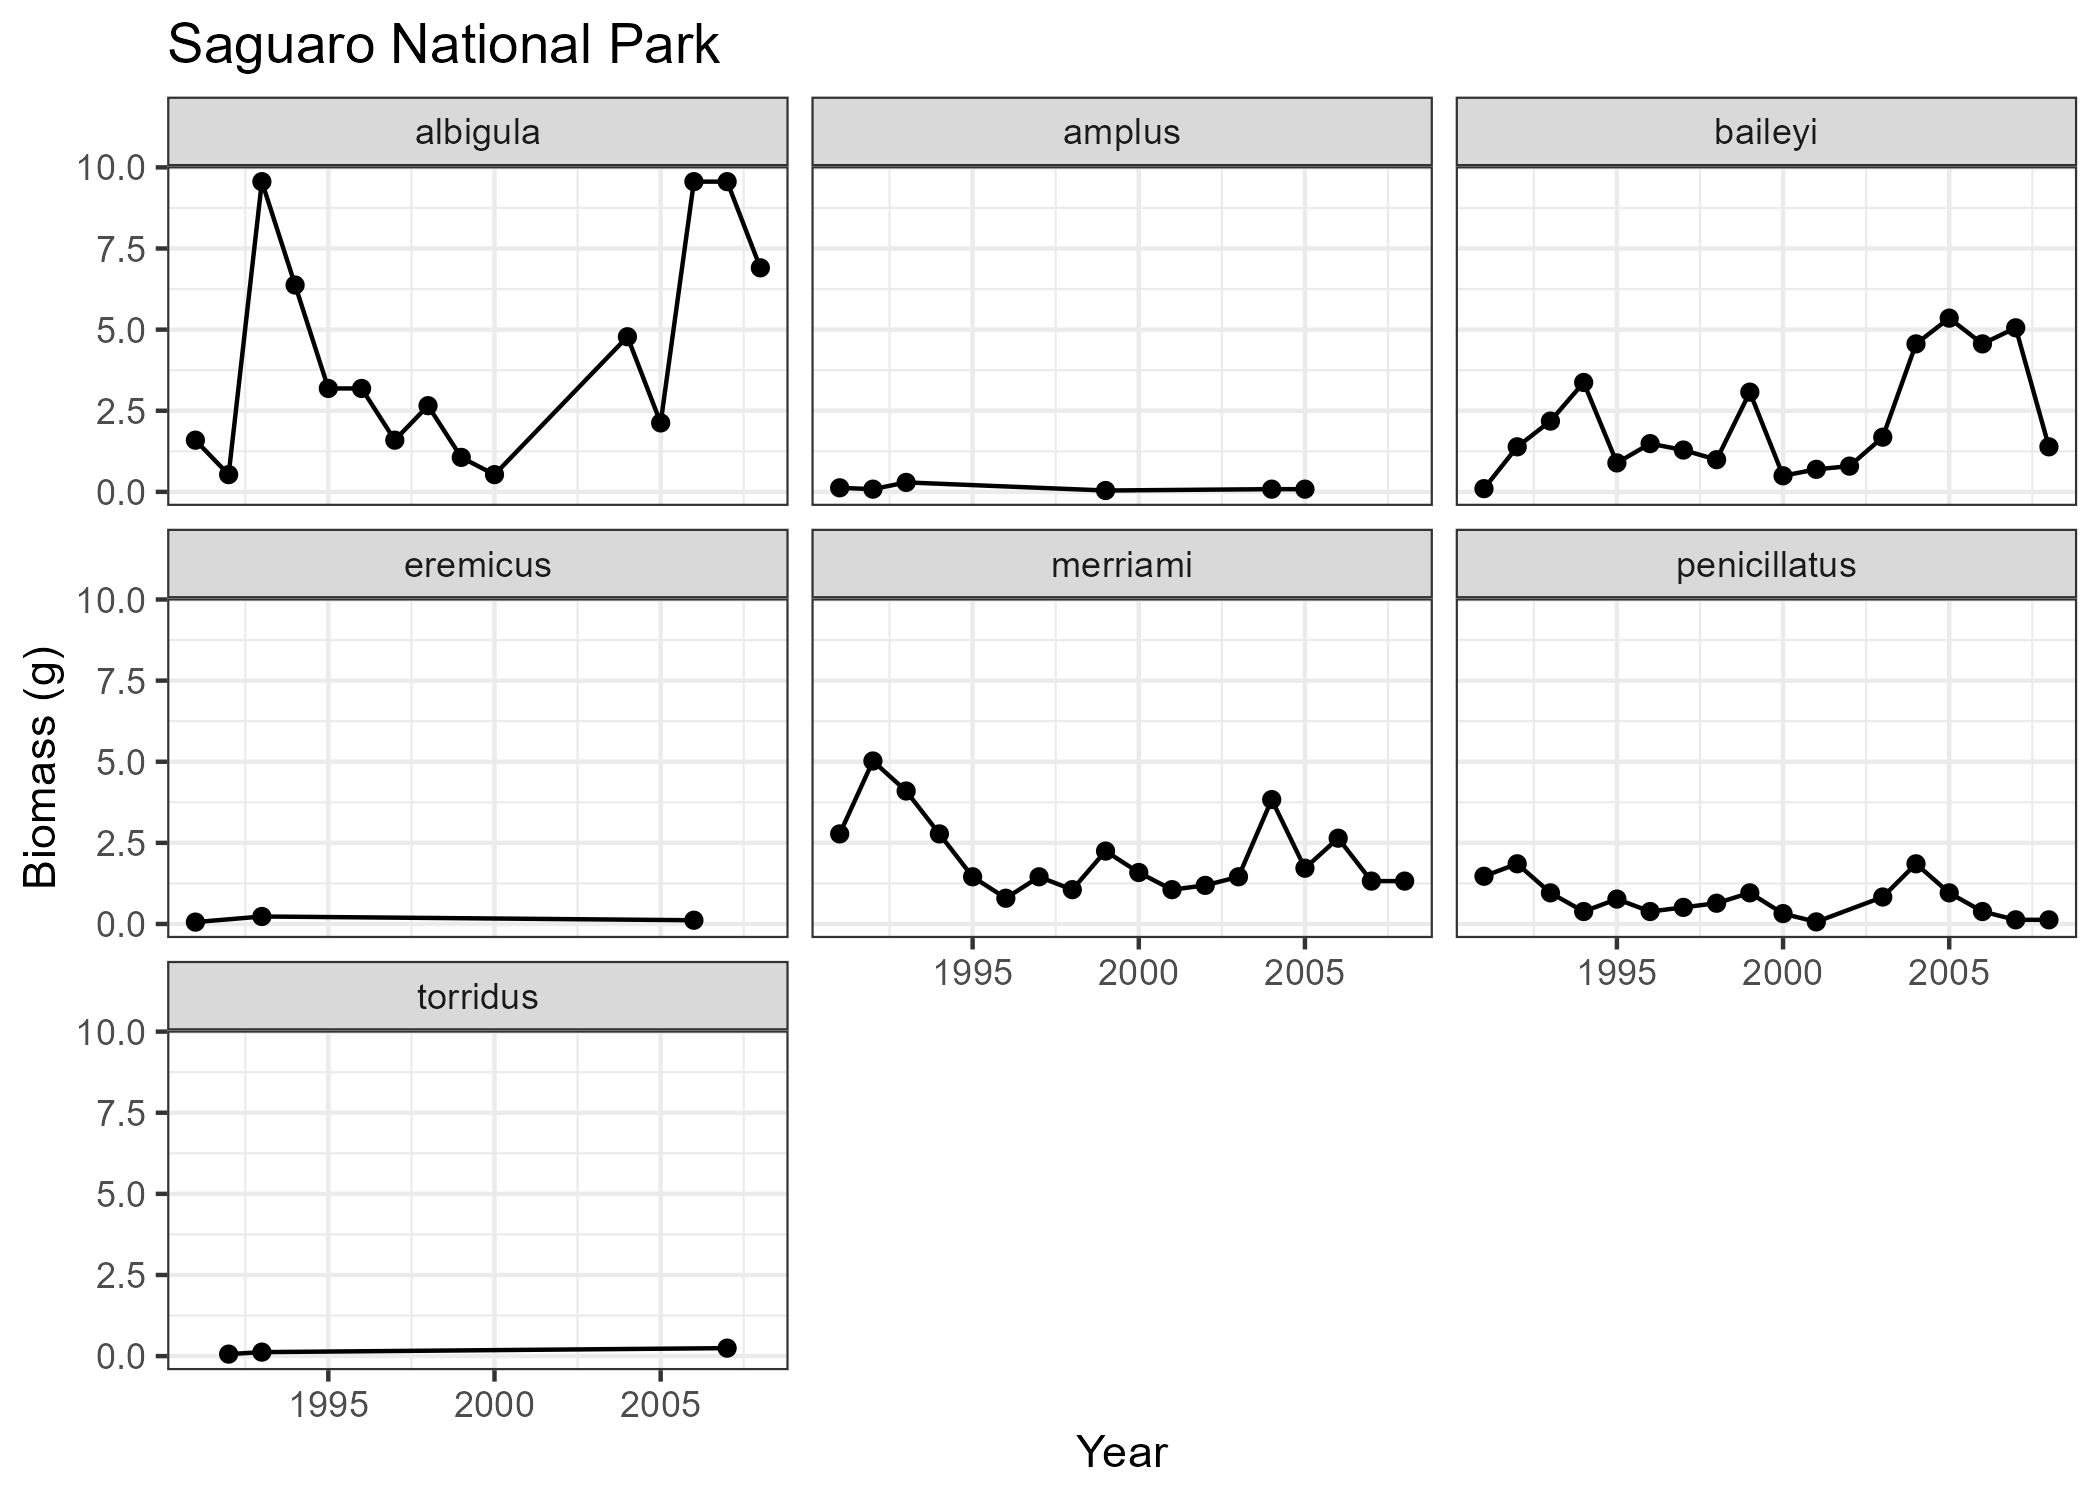 Saguaro National Park
albigula
amplus
baileyi
10.0
7.5
5.0
2.5
0.0
eremicus
merriami
penicillatus
10.0
7.5
5.0
2.5
0.0
1995 2000 2005
1995 2000 2005
torridus
10.0
7.5
5.0
2.5
0.0
1995 2000 2005
Biomass (g)
Year